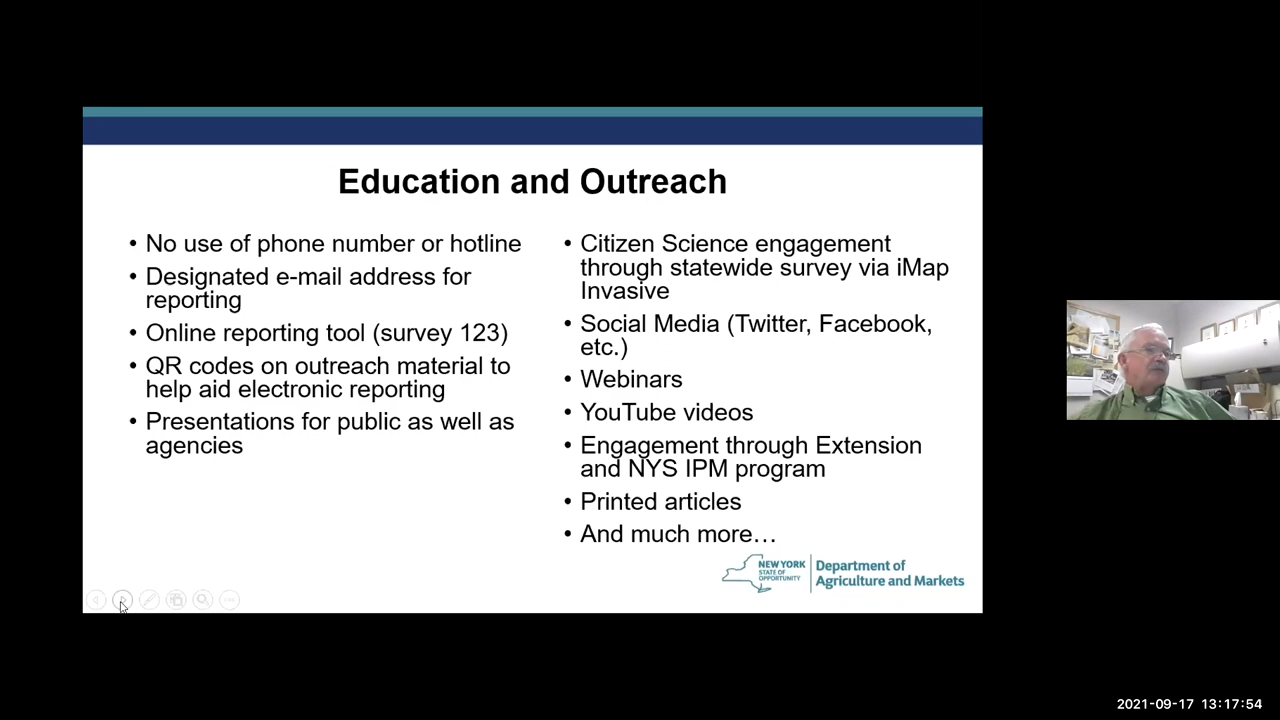 Education and Outreach
• No use of phone number or hotline
• Designated e-mail address for
reporting
• Online reporting tool (survey 123)
• QR codes on outreach material to
help aid electronic reporting
• Presentations for public as well as
agencies
• Citizen Science engagement
through statewide survey via iMap
Invasive
• Social Media (Twitter, Facebook,
etc.)
• Webinars
• YouTube videos
• Engagement through Extension
and NYS IPM program
• Printed articles
• And much more…
NEW YORK
STATE OF
OPPORTUNITY
Department of
Agriculture and Markets
2021-09-17 13:17:54